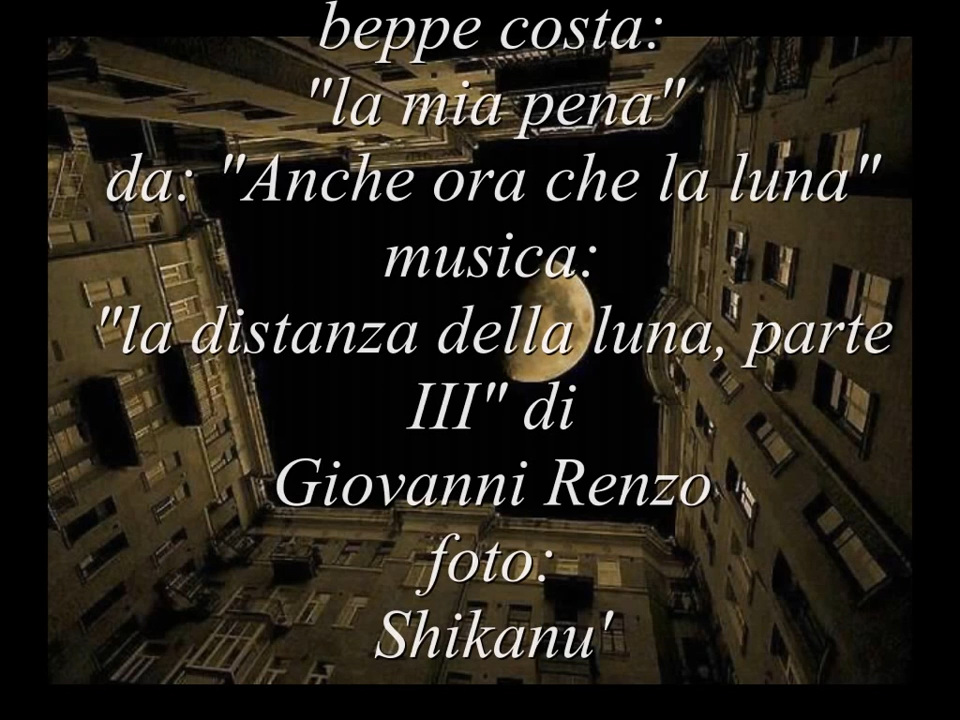 beppe costa:
"la mia pena"
da: "Anche ora che la luna"
musica:
"la distanza della luna, parte
III" di
Giovanni Renzo
foto:
Shikanu'